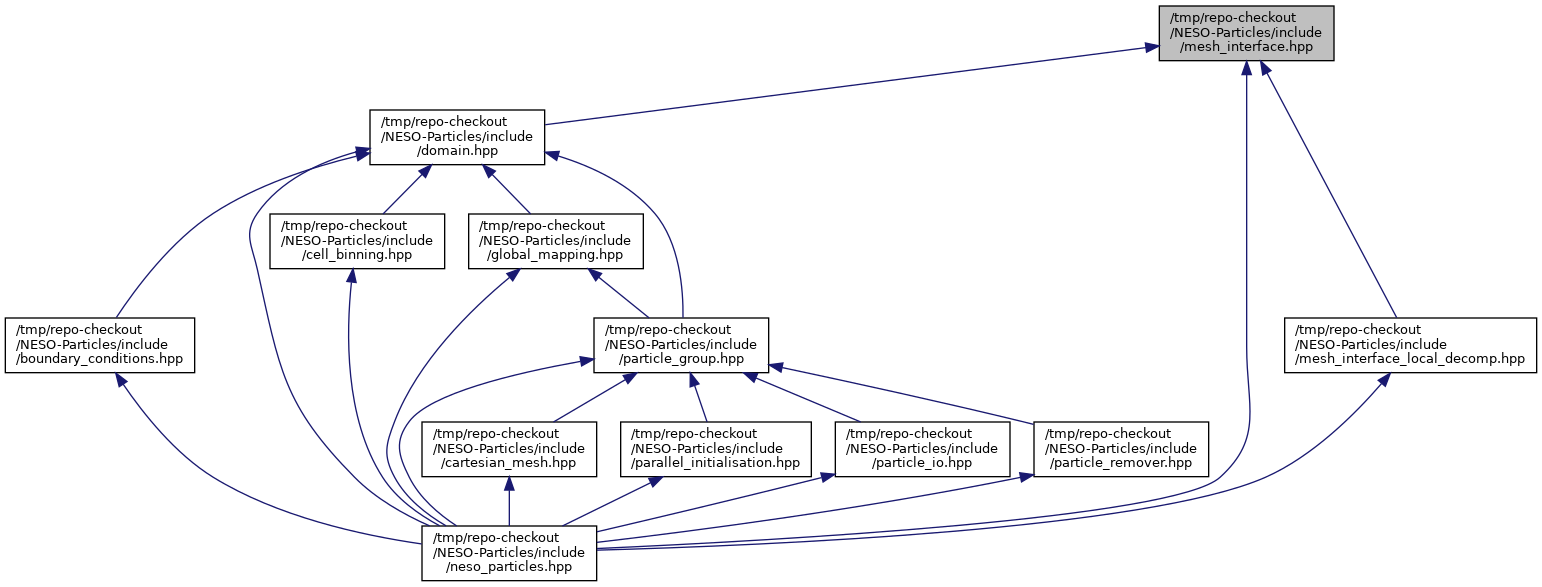 /tmp/repo-checkout
/NESO-Particles/include
/mesh_interface.hpp
/tmp/repo-checkout
/NESO-Particles/include
/domain.hpp
/tmp/repo-checkout
/NESO-Particles/include
/cell_binning.hpp
/tmp/repo-checkout
/NESO-Particles/include
/global_mapping.hpp
/tmp/repo-checkout
/NESO-Particles/include
/boundary_conditions.hpp
/tmp/repo-checkout
/NESO-Particles/include
/particle_group.hpp
/tmp/repo-checkout
/NESO-Particles/include
/mesh_interface_local_decomp.hpp
/tmp/repo-checkout
/NESO-Particles/include
/cartesian_mesh.hpp
/tmp/repo-checkout
/NESO-Particles/include
/parallel_initialisation.hpp
/tmp/repo-checkout
/NESO-Particles/include
/particle_io.hpp
/tmp/repo-checkout
/NESO-Particles/include
/particle_remover.hpp
/tmp/repo-checkout
/NESO-Particles/include
/neso_particles.hpp